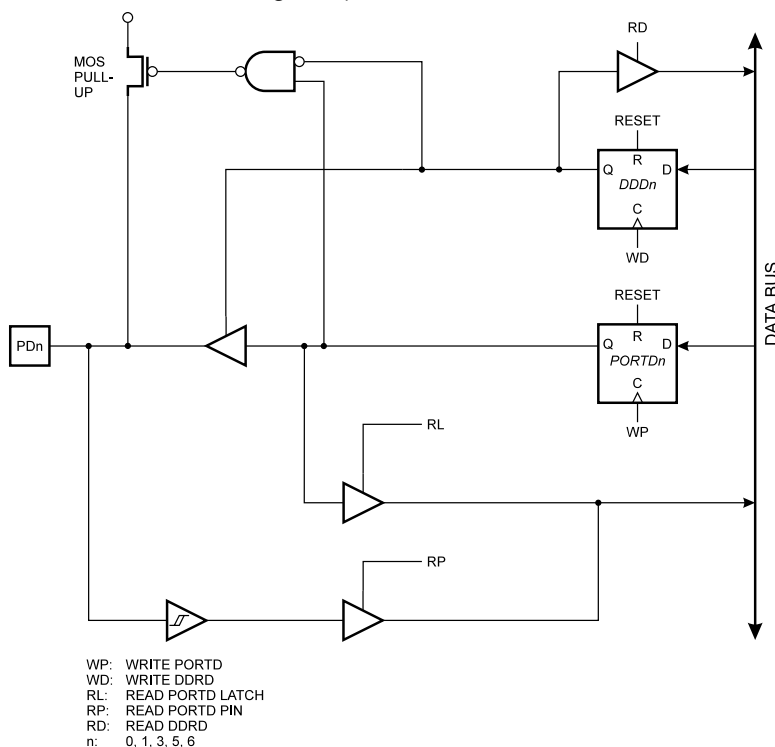 RD
MOS
PULL-
UP
RESET
R
Q
D
DDDn
C
WD
DATA BUS
RESET
PDn
R
Q
D
PORTDn
C
WP
RL
RP
WP: WRITE PORTD
WD: WRITE DDRD
RL: READ PORTD LATCH
RP: READ PORTD PIN
RD: READ DDRD
n: 0, 1, 3, 5, 6